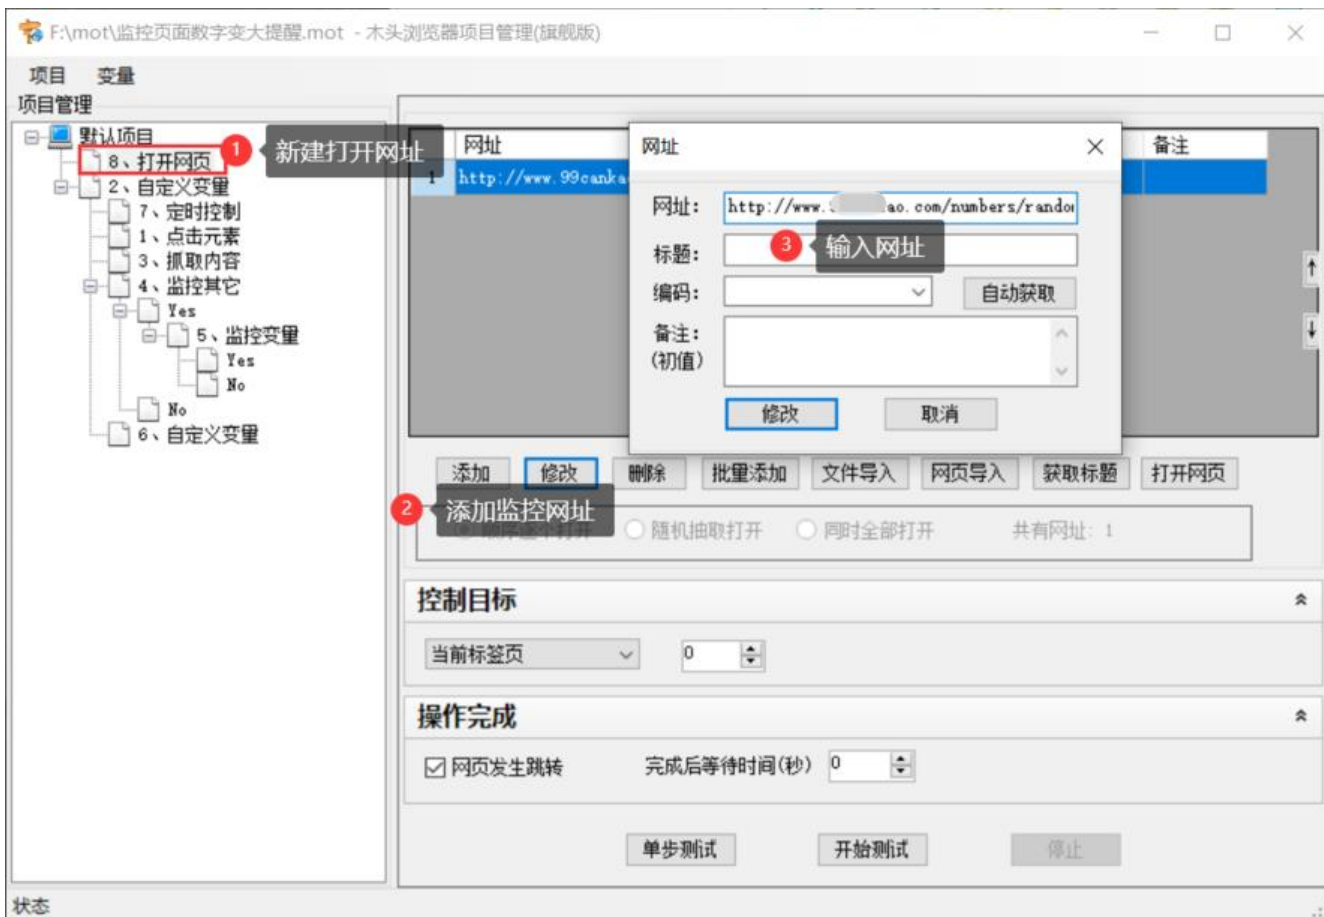 F:\mot\监控页面数字变大提醒.mot - 木头浏览器项目管理(旗舰版)
项目 变量
项目管理
默认项目
8、打开网页
2、自定义变量
7、定时控制
1、点击元素
3、抓取内容
4、监控其它
Yes
5、监控变量
Yes
No
No
6、自定义变量
1 新建打开网址
网址 备注
1 http://www.99canka
网址
网址: http://www. ao.com/numbers/rando
标题:
3 输入网址
编码: 自动获取
备注:
(初值)
修改 取消
添加 修改 删除 批量添加 文件导入 网页导入 获取标题 打开网页
2 添加监控网址
随机抽取打开 同时全部打开 共有网址: 1
控制目标
当前标签页 0
操作完成
网页发生跳转 完成后等待时间(秒) 0
单步测试 开始测试 停止
状态